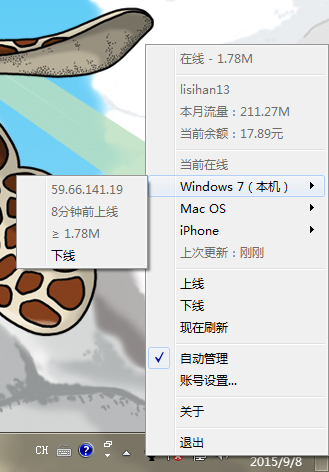 在线 - 1.78M
lisihan13
本月流量：211.27M
当前余额：17.89元
当前在线
Windows 7（本机）
59.66.141.19
8分钟前上线
≥ 1.78M
下线
Mac OS
iPhone
上次更新：刚刚
上线
下线
现在刷新
自动管理
账号设置...
关于
退出
CH
2015/9/8